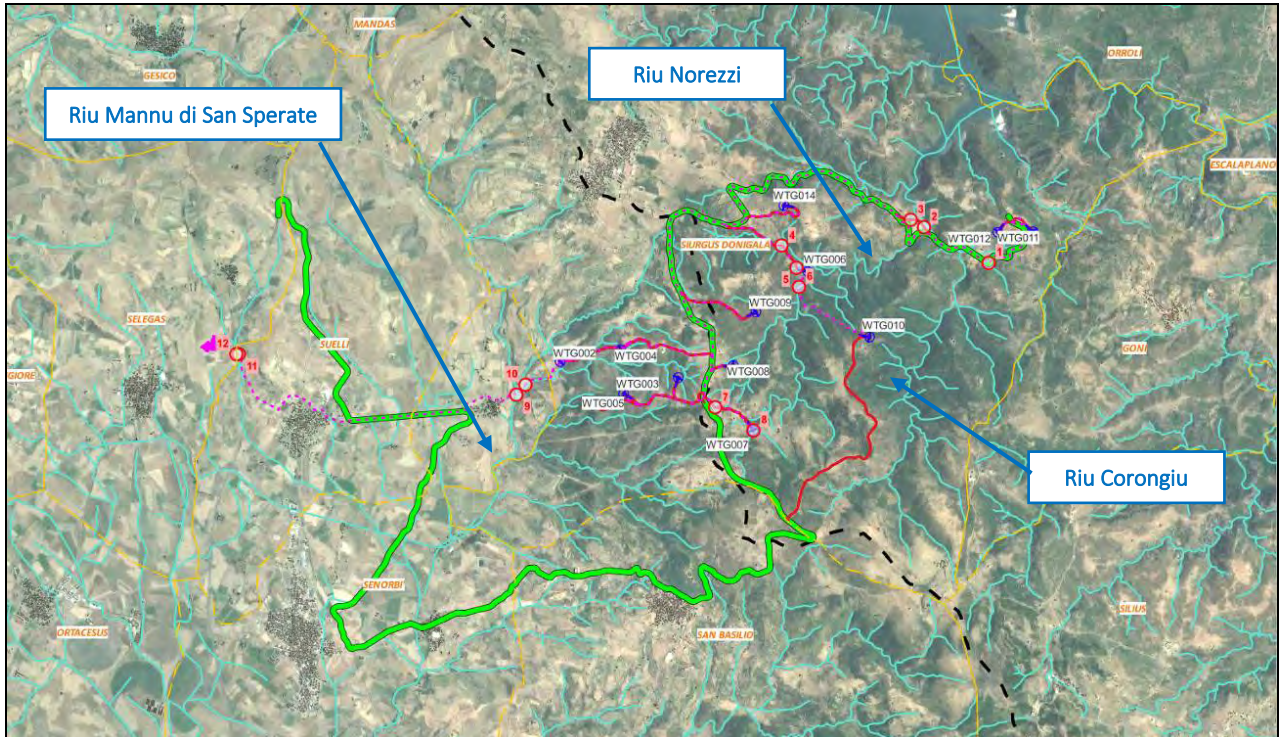 MANDAS
GESICO
ORROLI
Riu Norezzi
Riu Mannu di San Sperate
ESCALAPLANO
WTG014
3
2
WTG012
WTG011
SIURGUS DONIGALA
4
1
WTG006
6
5
WTG009
SELEGAS
WTG010
12
SUELLI
11
WTG002
WTG004
GONI
GIORE
10
WTG008
9
WTG003
WTG005
7
8
WTG007
Riu Corongiu
SENORBI'
ORTACESUS
SAN BASILIO
SILIUS